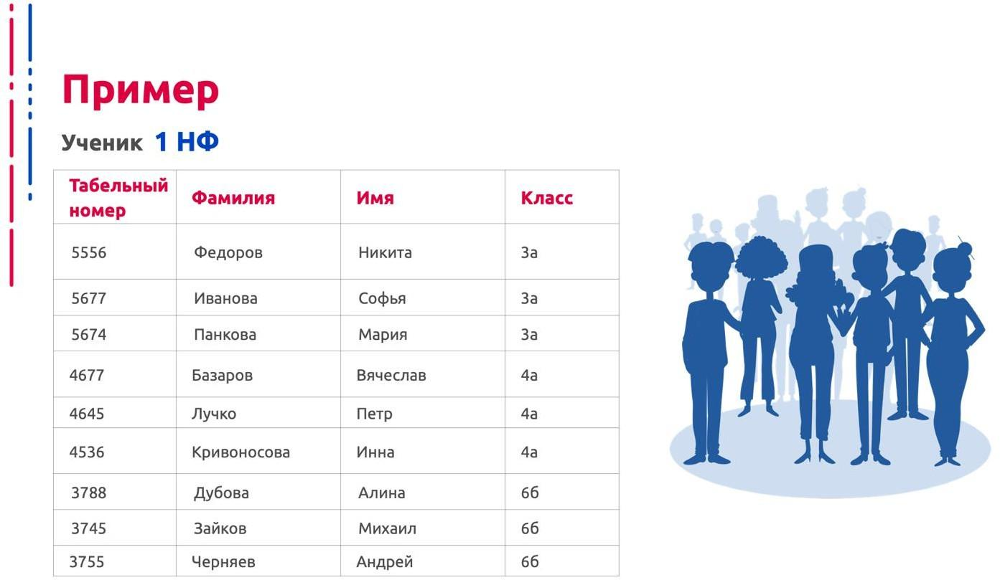 Пример
Ученик 1 НФ
Табельный номер Фамилия Имя Класс
5556 Федоров Никита 3а
5677 Иванова Софья 3а
5674 Панкова Мария 3а
4677 Базаров Вячеслав 4а
4645 Лучко Петр 4а
4536 Кривоносова Инна 4а
3788 Дубова Алина 6б
3745 Зайков Михаил 6б
3755 Черняев Андрей 6б